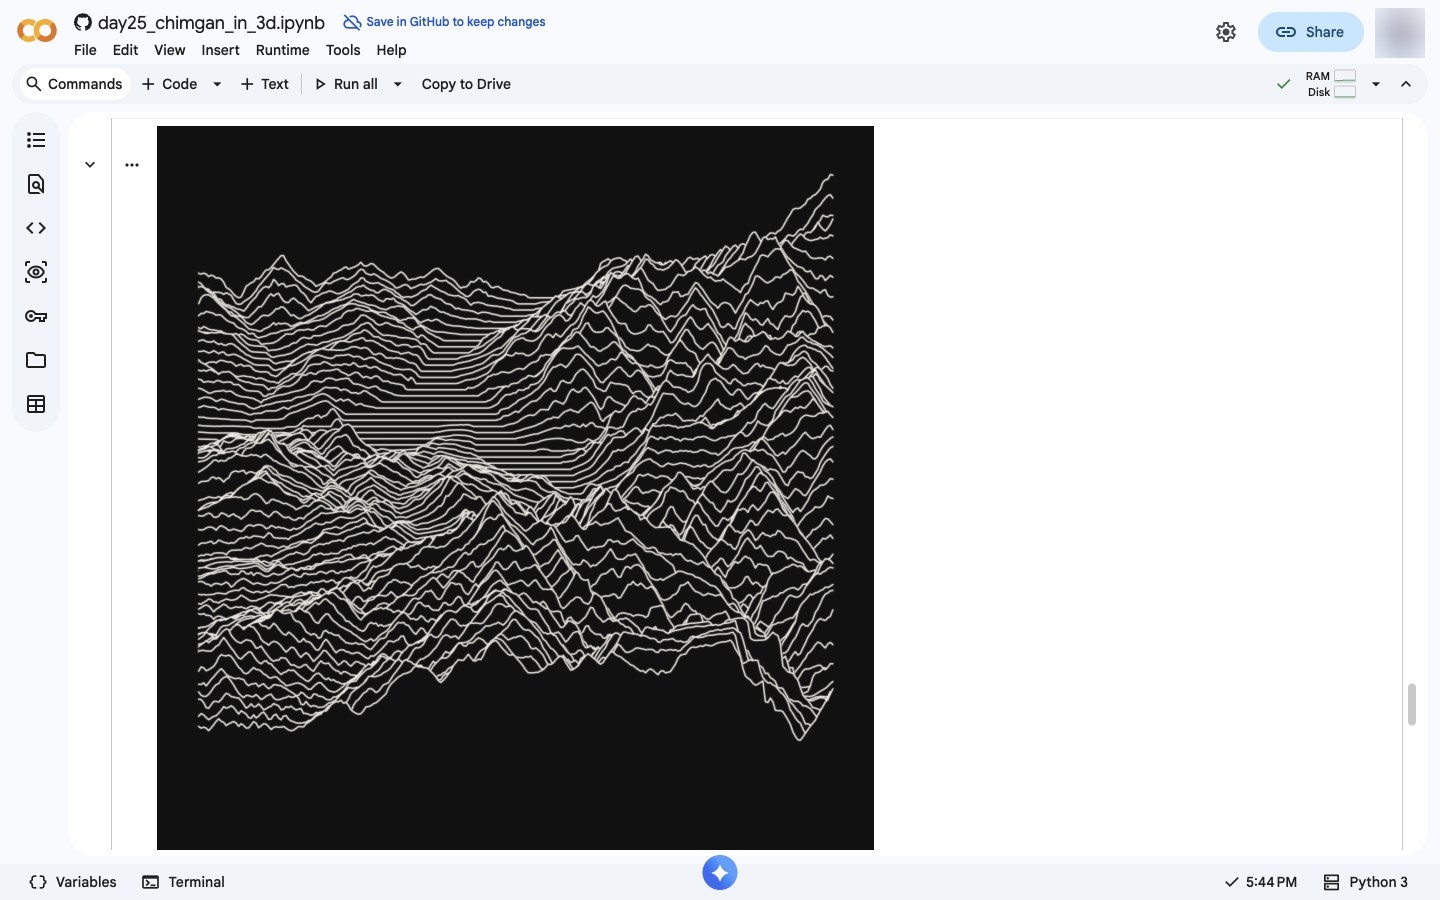 day25_chimgan_in_3d.ipynb
Save in GitHub to keep changes
File Edit View Insert Runtime Tools Help
Share
Commands + Code + Text Run all Copy to Drive
RAM
Disk
Variables Terminal
5:44 PM Python 3